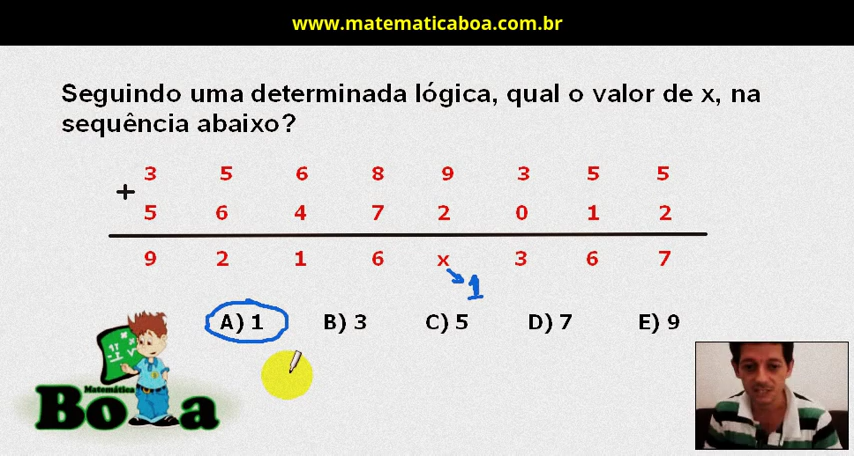 www.matematicaboa.com.br
Seguindo uma determinada lógica, qual o valor de x, na
sequência abaixo?
3 5 6 8 9 3 5 5
+
5 6 4 7 2 0 1 2
9 2 1 6 x 3 6 7
1
A) 1 B) 3 C) 5 D) 7 E) 9
Matemática
Boa